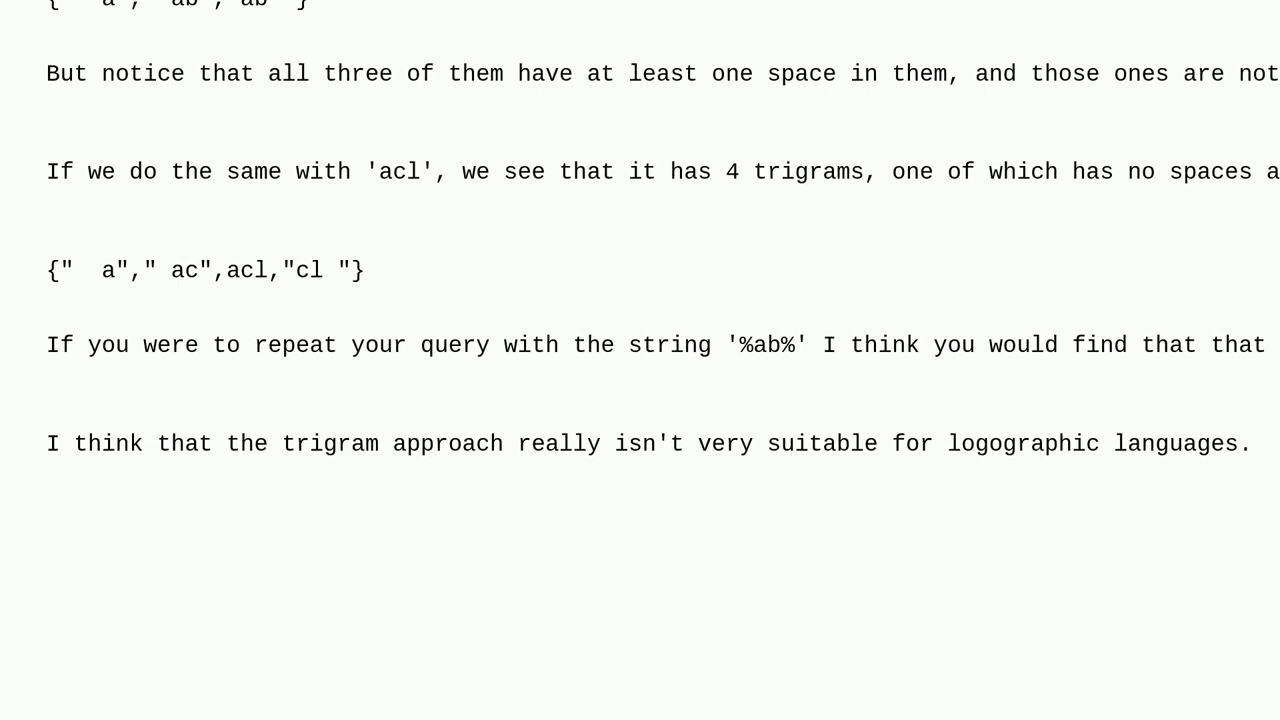 {"  a"," ab","ab "}
But notice that all three of them have at least one space in them, and those ones are not
If we do the same with 'acl', we see that it has 4 trigrams, one of which has no spaces a
{"  a"," ac",acl,"cl "}
If you were to repeat your query with the string '%ab%' I think you would find that that
I think that the trigram approach really isn't very suitable for logographic languages.